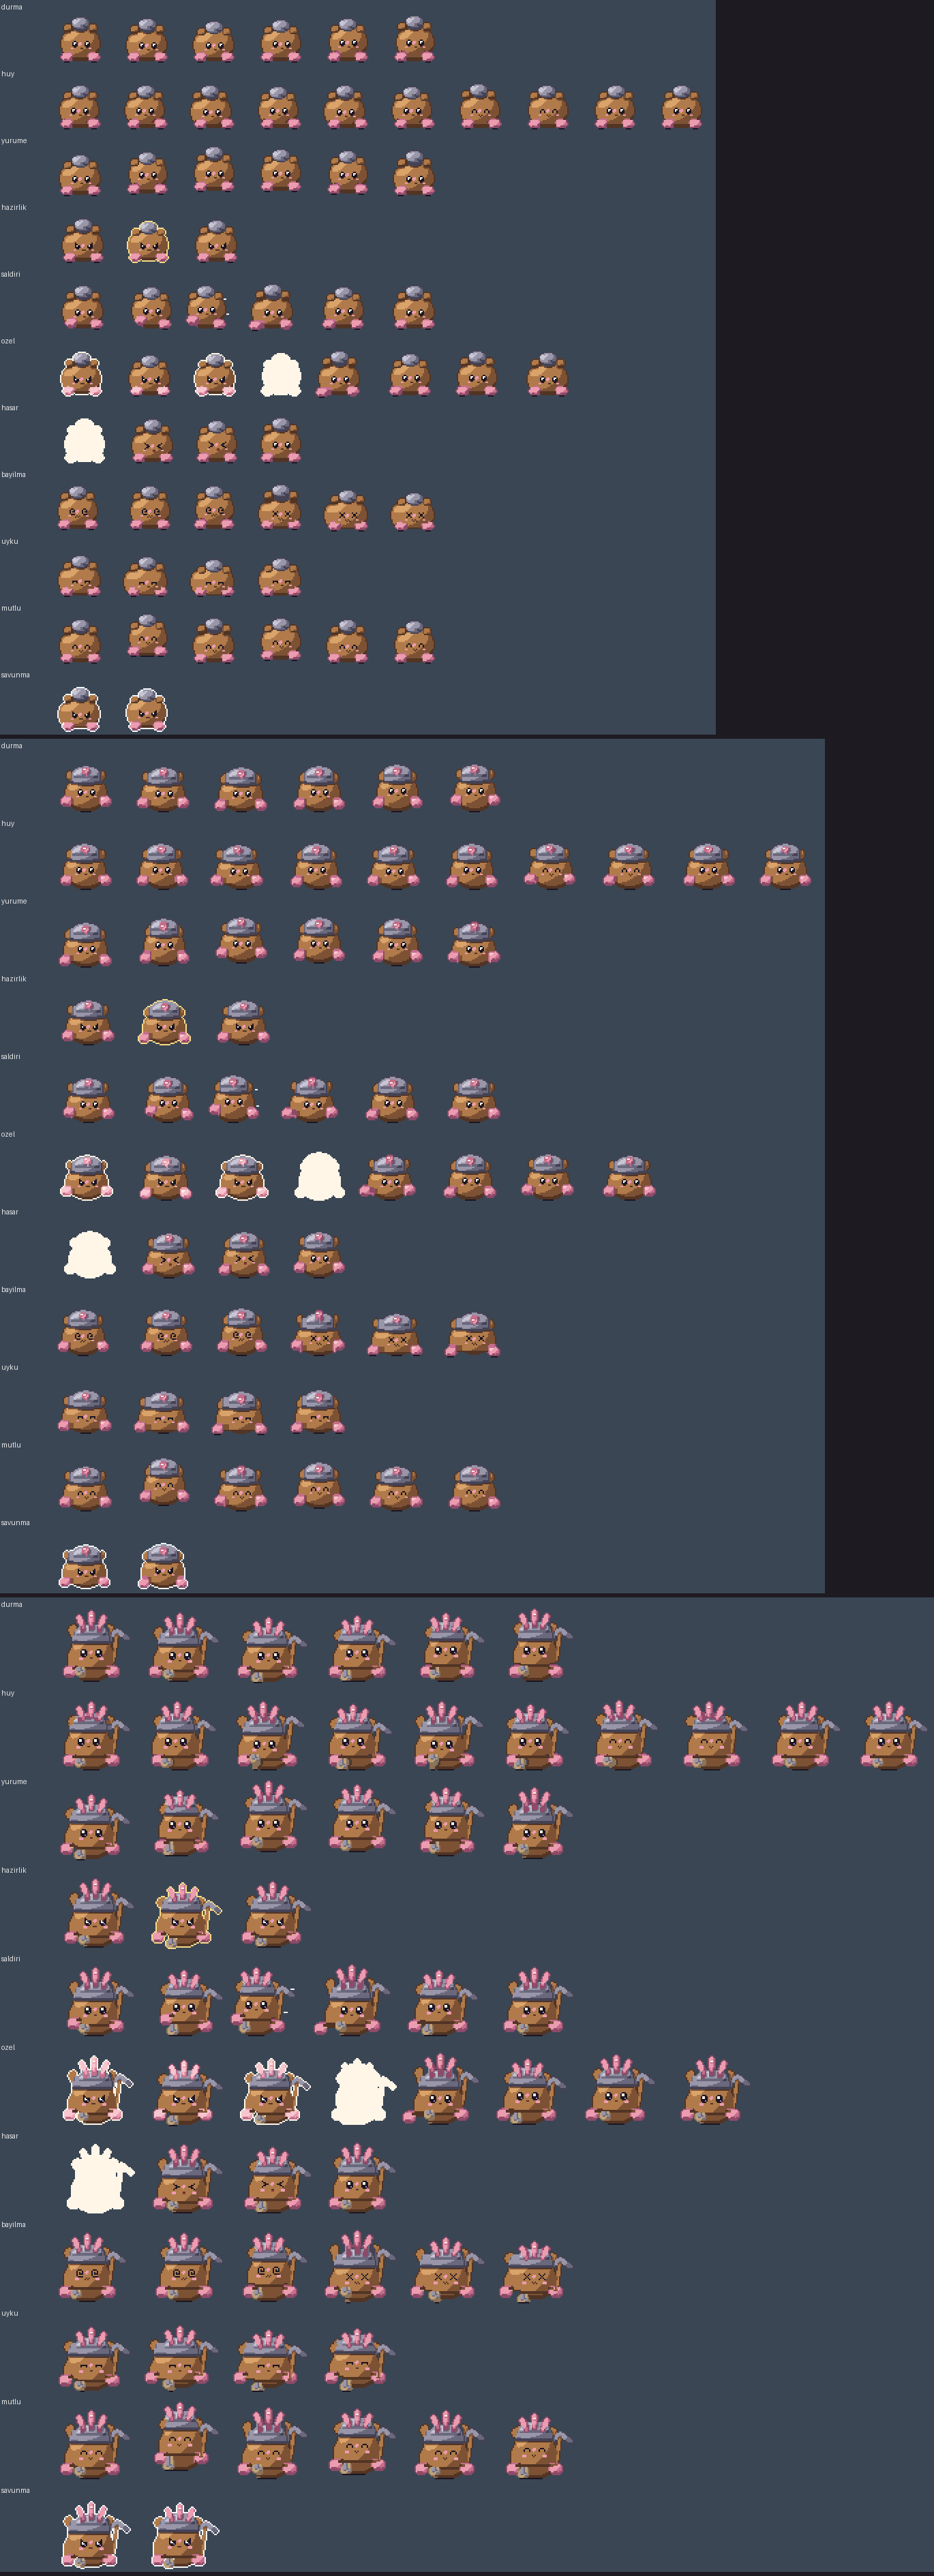 durma
huy
yurume
hazirlik
saldiri
ozel
hasar
bayilma
uyku
mutlu
savunma
durma
huy
yurume
hazirlik
saldiri
ozel
hasar
bayilma
uyku
mutlu
savunma
durma
huy
yurume
hazirlik
saldiri
ozel
hasar
bayilma
uyku
mutlu
savunma